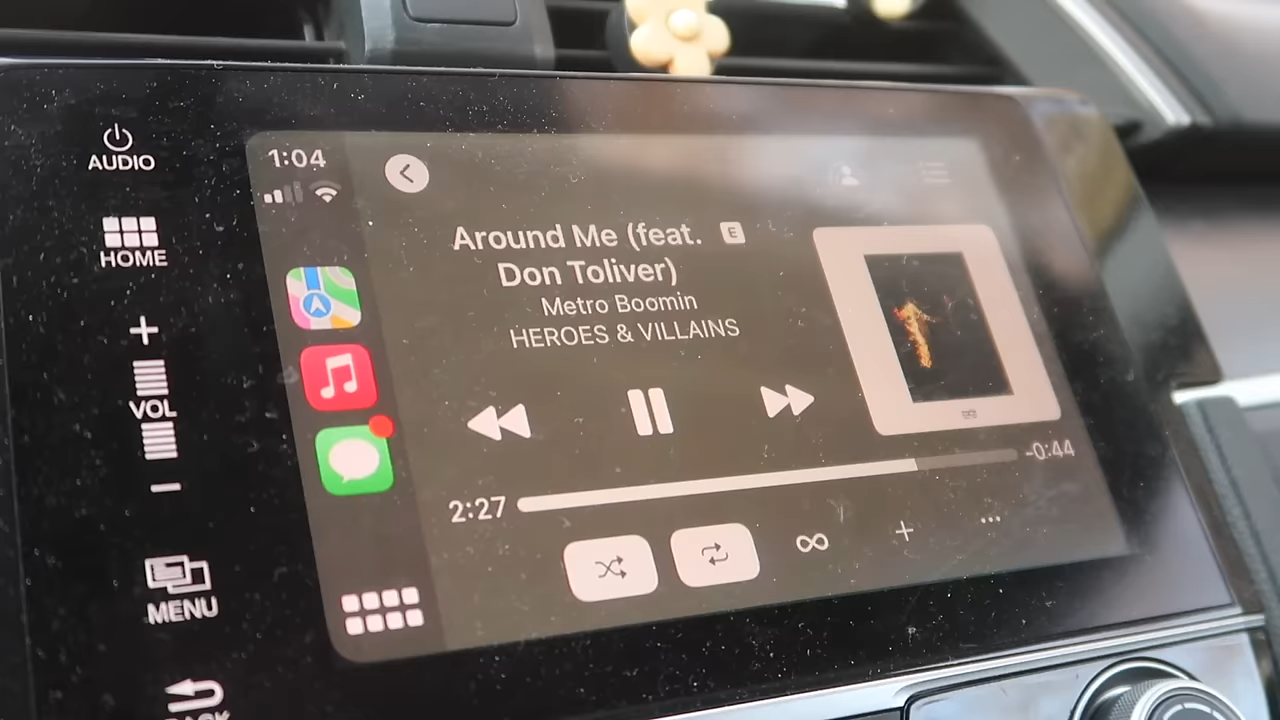 AUDIO
HOME
VOL
MENU
BACK
1:04
Around Me (feat. E
Don Toliver)
Metro Boomin
HEROES & VILLAINS
2:27
-0:44